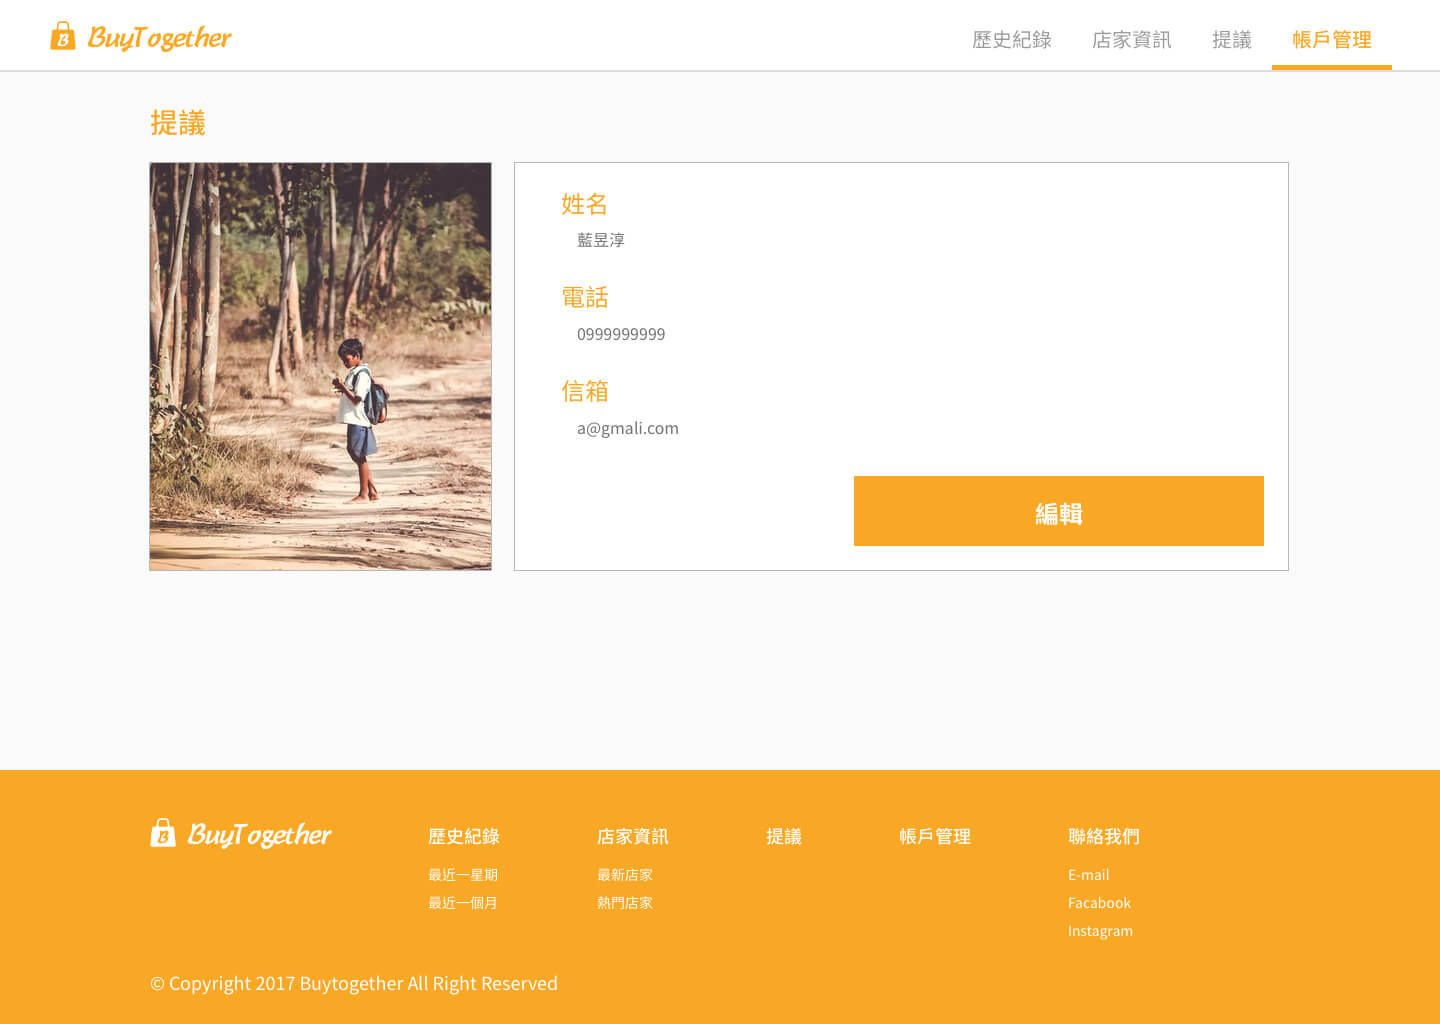 BuyTogether
歷史紀錄 店家資訊 提議 帳戶管理
提議
姓名
藍昱淳
電話
0999999999
信箱
a@gmali.com
編輯
BuyTogether
歷史紀錄
最近一星期
最近一個月
店家資訊
最新店家
熱門店家
提議
帳戶管理
聯絡我們
E-mail
Facabook
Instagram
© Copyright 2017 Buytogether All Right Reserved